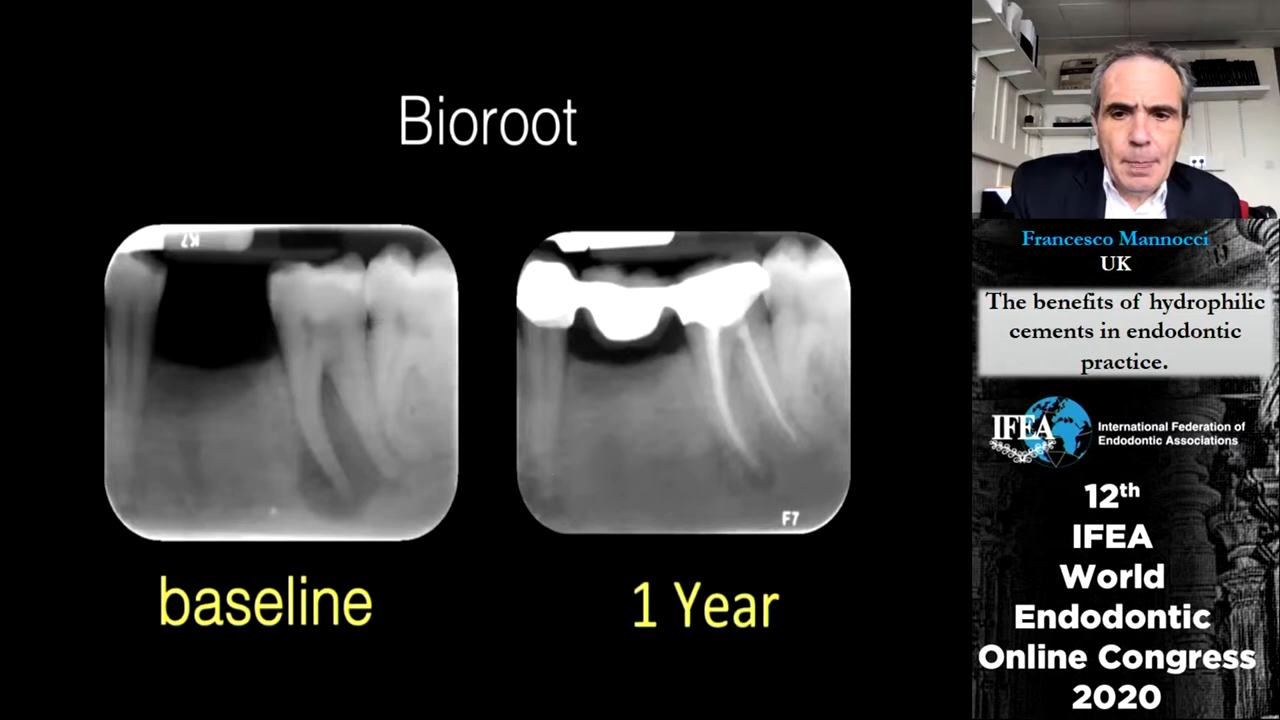 Bioroot
K7
F7
baseline
1 Year
Francesco Mannocci
UK
The benefits of hydrophilic
cements in endodontic
practice.
IFEA
International Federation of
Endodontic Associations
12th
IFEA
World
Endodontic
Online Congress
2020